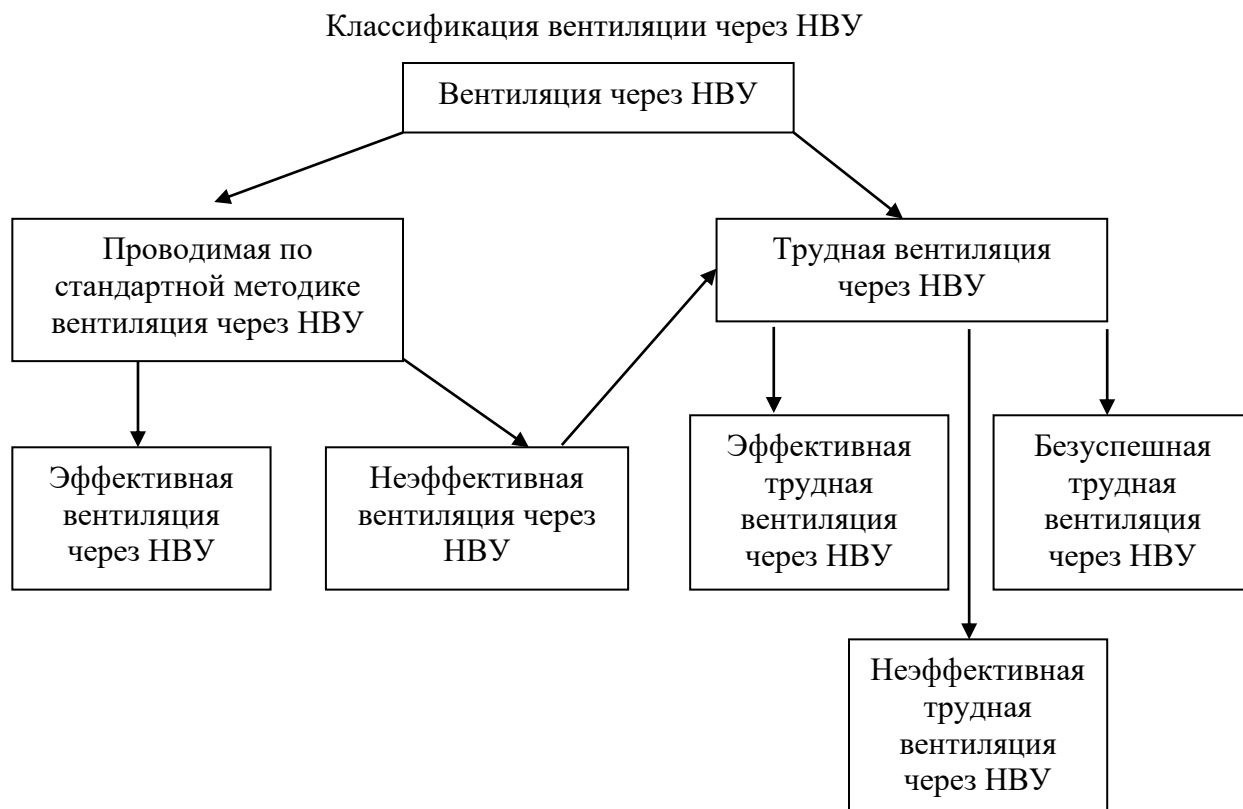 Классификация вентиляции через НВУ
Вентиляция через НВУ
Проводимая по
стандартной методике
вентиляция через НВУ
Трудная вентиляция
через НВУ
Эффективная
вентиляция
через НВУ
Неэффективная
вентиляция через
НВУ
Эффективная
трудная
вентиляция
через НВУ
Безуспешная
трудная
вентиляция
через НВУ
Неэффективная
трудная
вентиляция
через НВУ